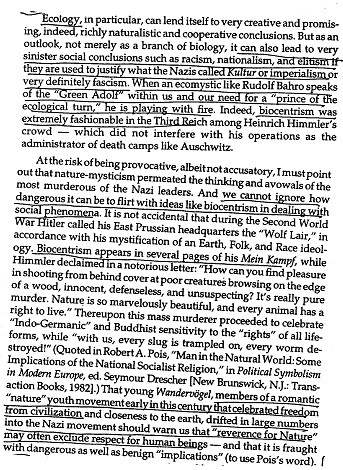 Ecology, in particular, can lend itself to very creative and promis-
ing, indeed, richly naturalistic and cooperative conclusions. But as an
outlook, not merely as a branch of biology, it can also lead to very
sinister social conclusions such as racism, nationalism, and elitism if
they are used to justify what the Nazis called Kultur or imperialism or
very definitely fascism. When an ecomystic like Rudolf Bahro speaks
of the "Green Adolf" within us and our need for a "prince of the
ecological turn," he is playing with fire. Indeed, biocentrism was
extremely fashionable in the Third Reich among Heinrich Himmler's
crowd — which did not interfere with his operations as the
administrator of death camps like Auschwitz.
At the risk of being provocative, albeit not accusatory, I must point
out that nature-mysticism permeated the thinking and avowals of the
most murderous of the Nazi leaders. And we cannot ignore how
dangerous it can be to flirt with ideas like biocentrism in dealing with
social phenomena. It is not accidental that during the Second World
War Hitler called his East Prussian headquarters the "Wolf Lair," in
accordance with his mystification of an Earth, Folk, and Race ideol-
ogy. Biocentrism appears in several pages of his Mein Kampf, while
Himmler declaimed in a notorious letter: "How can you find pleasure
in shooting from behind cover at poor creatures browsing on the edge
of a wood, innocent, defenseless, and unsuspecting? It's really pure
murder. Nature is so marvelously beautiful, and every animal has a
right to live." Thereupon this mass murderer proceeded to celebrate
"Indo-Germanic" and Buddhist sensitivity to the "rights" of all life-
forms, while "with us, every slug is trampled on, every worm de-
stroyed!" (Quoted in Robert A. Pois, "Man in the Natural World: Some
Implications of the National Socialist Religion," in Political Symbolism
in Modern Europe, ed. Seymour Drescher [New Brunswick, N.J.: Trans-
action Books, 1982].) That young Wandervögel, members of a romantic
"nature" youth movement early in this century that celebrated freedom
from civilization and closeness to the earth, drifted in large numbers
into the Nazi movement should warn us that "reverence for Nature"
may often exclude respect for human beings — and that it is fraught
with dangerous as well as benign "implications" (to use Pois's word).